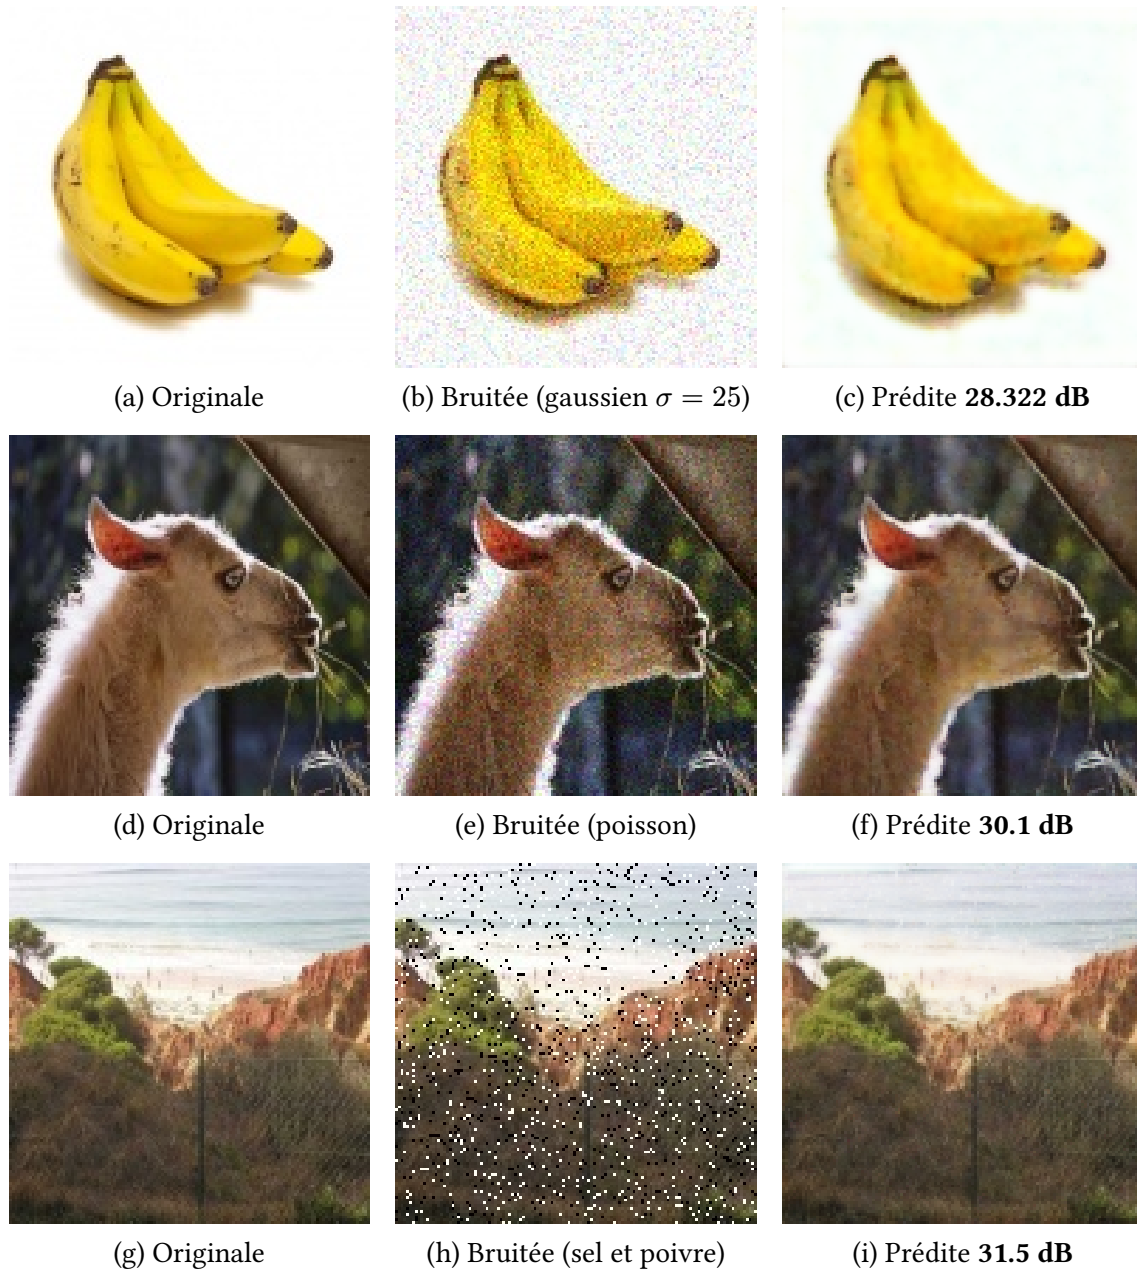 (a) Originale
(b) Bruitée (gaussien σ = 25)
(c) Prédite 28.322 dB
(d) Originale
(e) Bruitée (poisson)
(f) Prédite 30.1 dB
(g) Originale
(h) Bruitée (sel et poivre)
(i) Prédite 31.5 dB